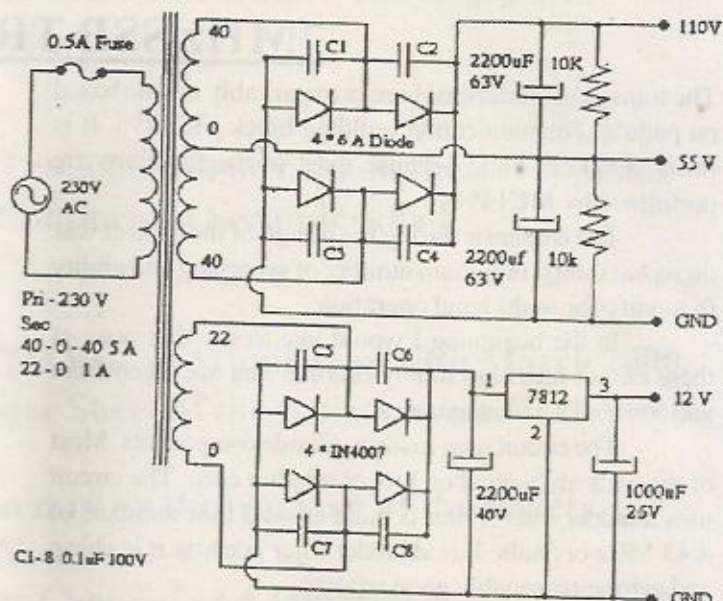 0.5A Fuse
230V
AC
Pri - 230 V
Sec
40 - 0 - 40 5 A
22 - 0 1 A
C1-8 0.1uF 100V
40
0
40
22
0
C1
C2
4 * 6 A Diode
C3
C4
C5
C6
4 * IN4007
C7
C8
2200uF
63V
10K
2200uf
63 V
10k
1
7812
3
2
2200uF
40V
1000uF
25V
110V
55 V
GND
12 V
GND